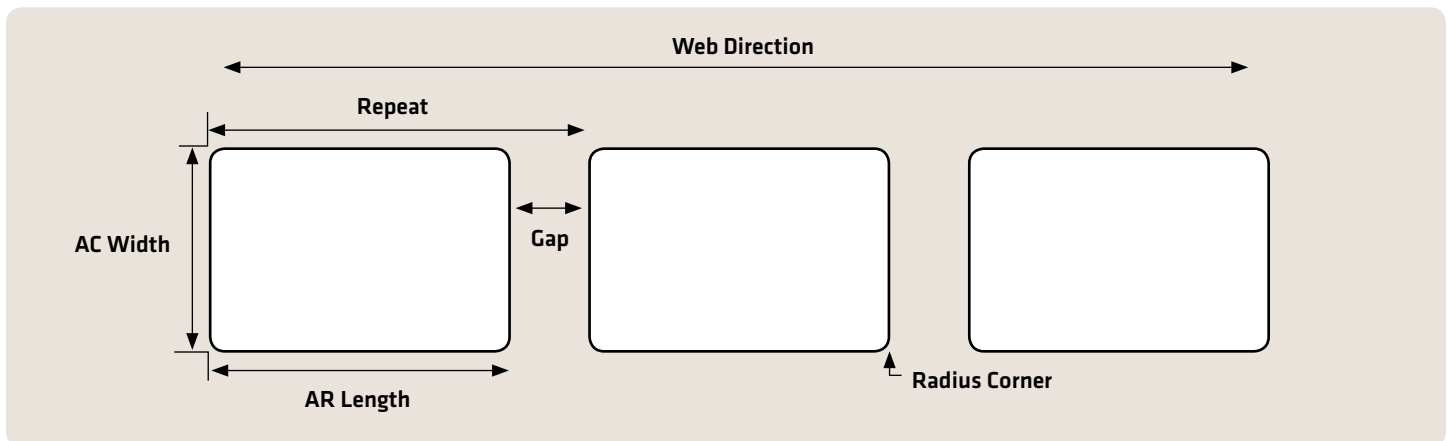 Web Direction
Repeat
AC Width
Gap
AR Length
Radius Corner